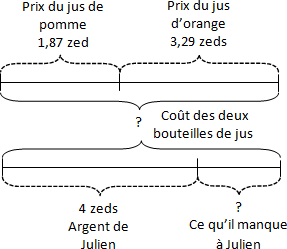 Prix du jus de
pomme
1,87 zed
Prix du jus
d'orange
3,29 zeds
?
Coût des deux
bouteilles de jus
4 zeds
Argent de
Julien
?
Ce qu'il manque
à Julien